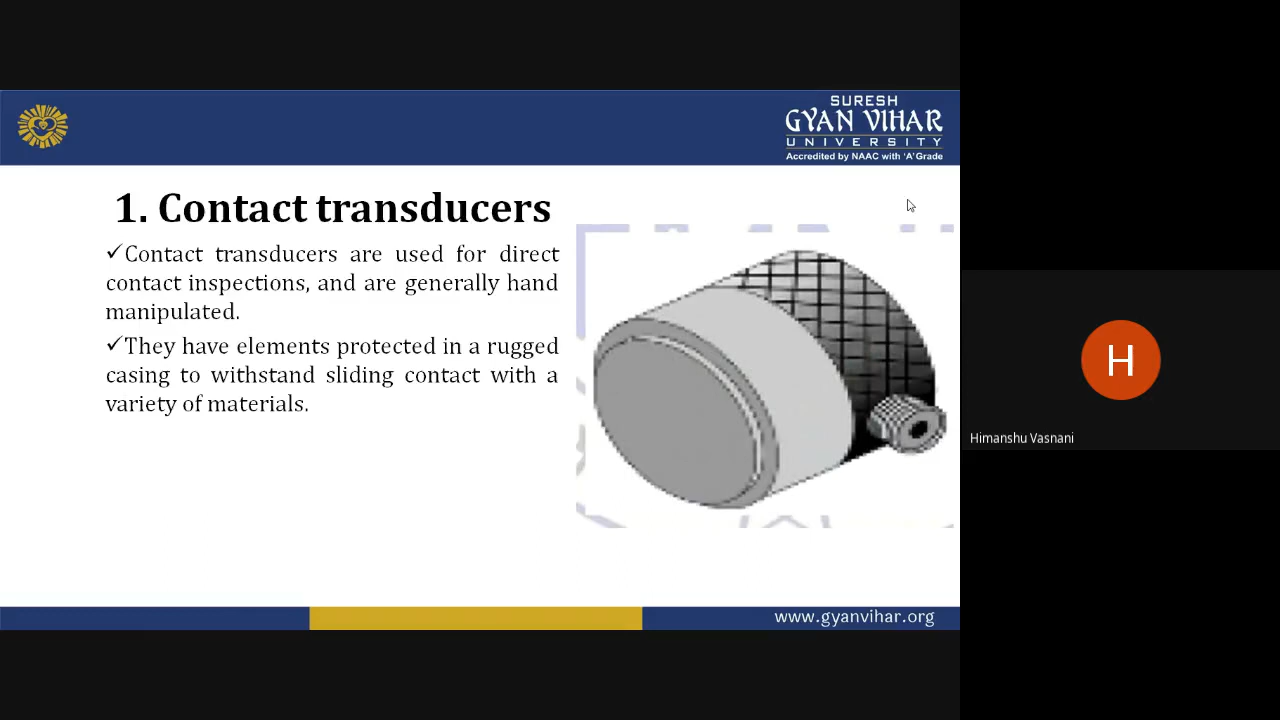 SURESH
GYAN VIHAR
UNIVERSITY
Accredited by NAAC with 'A' Grade
1. Contact transducers
✓Contact transducers are used for direct
contact inspections, and are generally hand
manipulated.
✓They have elements protected in a rugged
casing to withstand sliding contact with a
variety of materials.
www.gyanvihar.org
H
Himanshu Vasnani